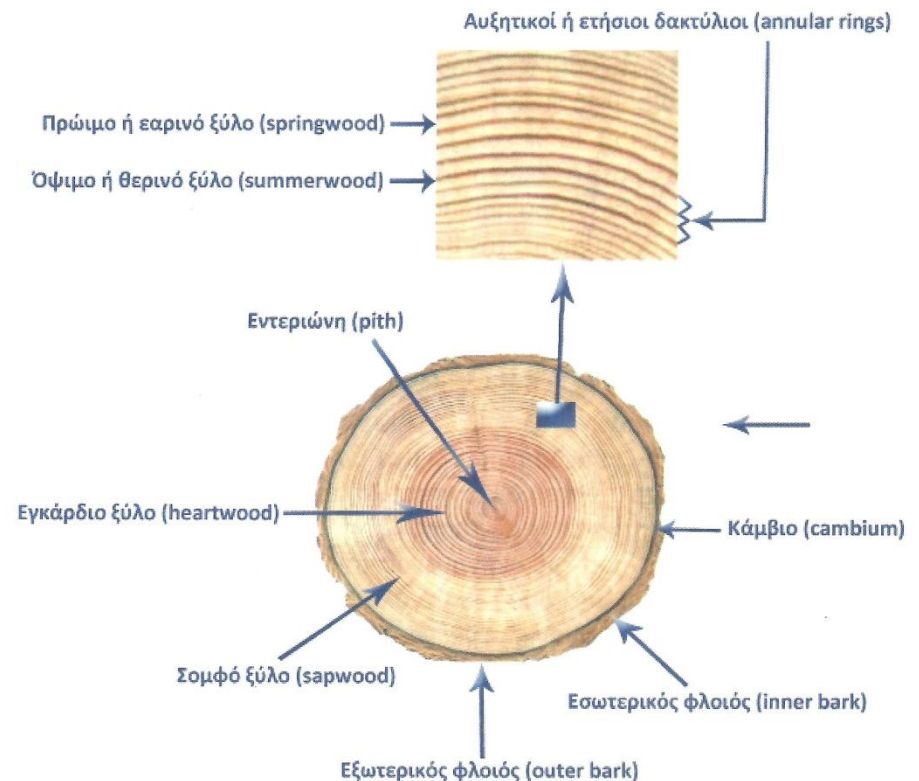 Αυξητικοί ή ετήσιοι δακτύλιοι (annular rings)
Πρώιμο ή εαρινό ξύλο (springwood)
Όψιμο ή θερινό ξύλο (summerwood)
Εντεριώνη (pith)
Εγκάρδιο ξύλο (heartwood)
Κάμβιο (cambium)
Σομφό ξύλο (sapwood)
Εσωτερικός φλοιός (inner bark)
Εξωτερικός φλοιός (outer bark)